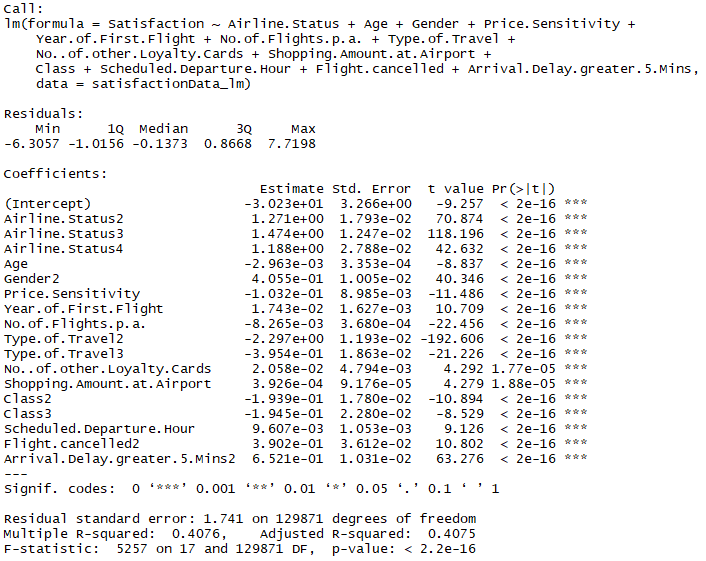 Call:
lm(formula = Satisfaction ~ Airline.Status + Age + Gender + Price.Sensitivity +
    Year.of.First.Flight + No.of.Flights.p.a. + Type.of.Travel +
    No..of.other.Loyalty.Cards + Shopping.Amount.at.Airport +
    Class + Scheduled.Departure.Hour + Flight.cancelled + Arrival.Delay.greater.5.Mins,
    data = satisfactionData_lm)
Residuals:
    Min      1Q  Median      3Q     Max
-6.3057 -1.0156 -0.1373  0.8668  7.7198
Coefficients:
                                Estimate Std. Error  t value Pr(>|t|)
(Intercept)                   -3.023e+01  3.266e+00   -9.257  < 2e-16 ***
Airline.Status2                1.271e+00  1.793e-02   70.874  < 2e-16 ***
Airline.Status3                1.474e+00  1.247e-02  118.196  < 2e-16 ***
Airline.Status4                1.188e+00  2.788e-02   42.632  < 2e-16 ***
Age                           -2.963e-03  3.353e-04   -8.837  < 2e-16 ***
Gender2                        4.055e-01  1.005e-02   40.346  < 2e-16 ***
Price.Sensitivity             -1.032e-01  8.985e-03  -11.486  < 2e-16 ***
Year.of.First.Flight           1.743e-02  1.627e-03   10.709  < 2e-16 ***
No.of.Flights.p.a.            -8.265e-03  3.680e-04  -22.456  < 2e-16 ***
Type.of.Travel2               -2.297e+00  1.193e-02 -192.606  < 2e-16 ***
Type.of.Travel3               -3.954e-01  1.863e-02  -21.226  < 2e-16 ***
No..of.other.Loyalty.Cards     2.058e-02  4.794e-03    4.292 1.77e-05 ***
Shopping.Amount.at.Airport     3.926e-04  9.176e-05    4.279 1.88e-05 ***
Class2                        -1.939e-01  1.780e-02  -10.894  < 2e-16 ***
Class3                        -1.945e-01  2.280e-02   -8.529  < 2e-16 ***
Scheduled.Departure.Hour       9.607e-03  1.053e-03    9.126  < 2e-16 ***
Flight.cancelled2              3.902e-01  3.612e-02   10.802  < 2e-16 ***
Arrival.Delay.greater.5.Mins2  6.521e-01  1.031e-02   63.276  < 2e-16 ***
---
Signif. codes:  0 ‘***’ 0.001 ‘**’ 0.01 ‘*’ 0.05 ‘.’ 0.1 ‘ ’ 1
Residual standard error: 1.741 on 129871 degrees of freedom
Multiple R-squared:  0.4076,    Adjusted R-squared:  0.4075
F-statistic:  5257 on 17 and 129871 DF,  p-value: < 2.2e-16